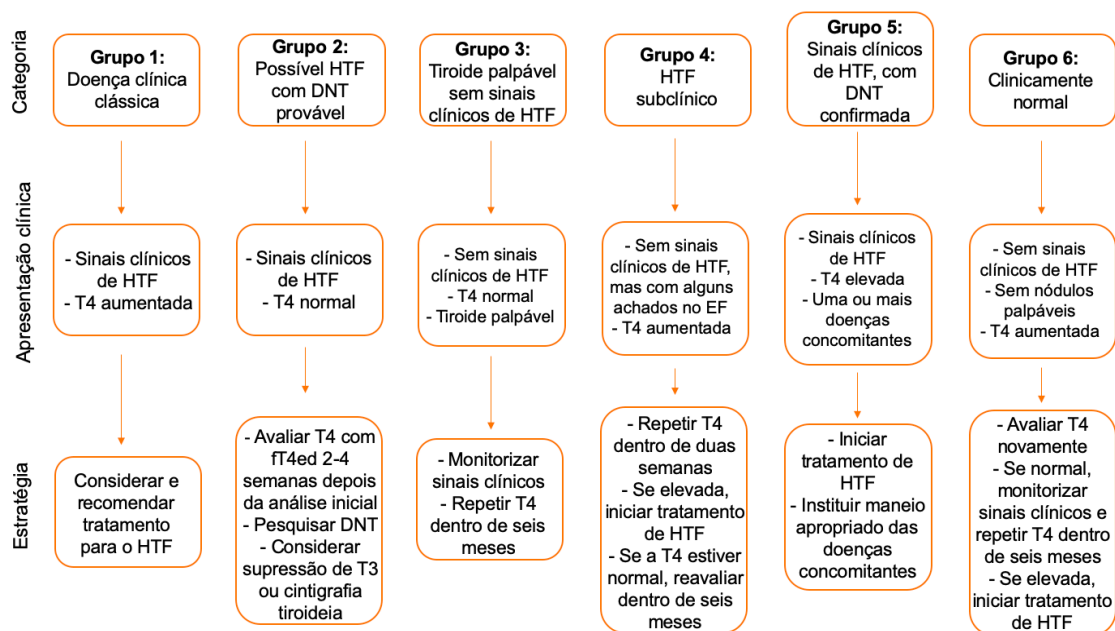 Categoria
Grupo 1:
Doença clínica
clássica
Grupo 2:
Possível HTF
com DNT
provável
Grupo 3:
Tiroide palpável
sem sinais
clínicos de HTF
Grupo 4:
HTF
subclínico
Grupo 5:
Sinais clínicos
de HTF, com
DNT
confirmada
Grupo 6:
Clinicamente
normal
Apresentação clínica
- Sinais clínicos
de HTF
- T4 aumentada
- Sinais clínicos
de HTF
- T4 normal
- Sem sinais
clínicos de HTF
- T4 normal
- Tiroide palpável
- Sem sinais
clínicos de HTF,
mas com alguns
achados no EF
- T4 aumentada
- Sinais clínicos
de HTF
- T4 elevada
- Uma ou mais
doenças
concomitantes
- Sem sinais
clínicos de HTF
- Sem nódulos
palpáveis
- T4 aumentada
Estratégia
Considerar e
recomendar
tratamento
para o HTF
- Avaliar T4 com
fT4ed 2-4
semanas depois
da análise inicial
- Pesquisar DNT
- Considerar
supressão de T3
ou cintigrafia
tiroideia
- Monitorizar
sinais clínicos
- Repetir T4
dentro de seis
meses
- Repetir T4
dentro de duas
semanas
- Se elevada,
iniciar tratamento
de HTF
- Se a T4 estiver
normal, reavaliar
dentro de seis
meses
- Iniciar
tratamento de
HTF
- Instituir maneio
apropriado das
doenças
concomitantes
- Avaliar T4
novamente
- Se normal,
monitorizar
sinais clínicos e
repetir T4 dentro
de seis meses
- Se elevada,
iniciar tratamento
de HTF